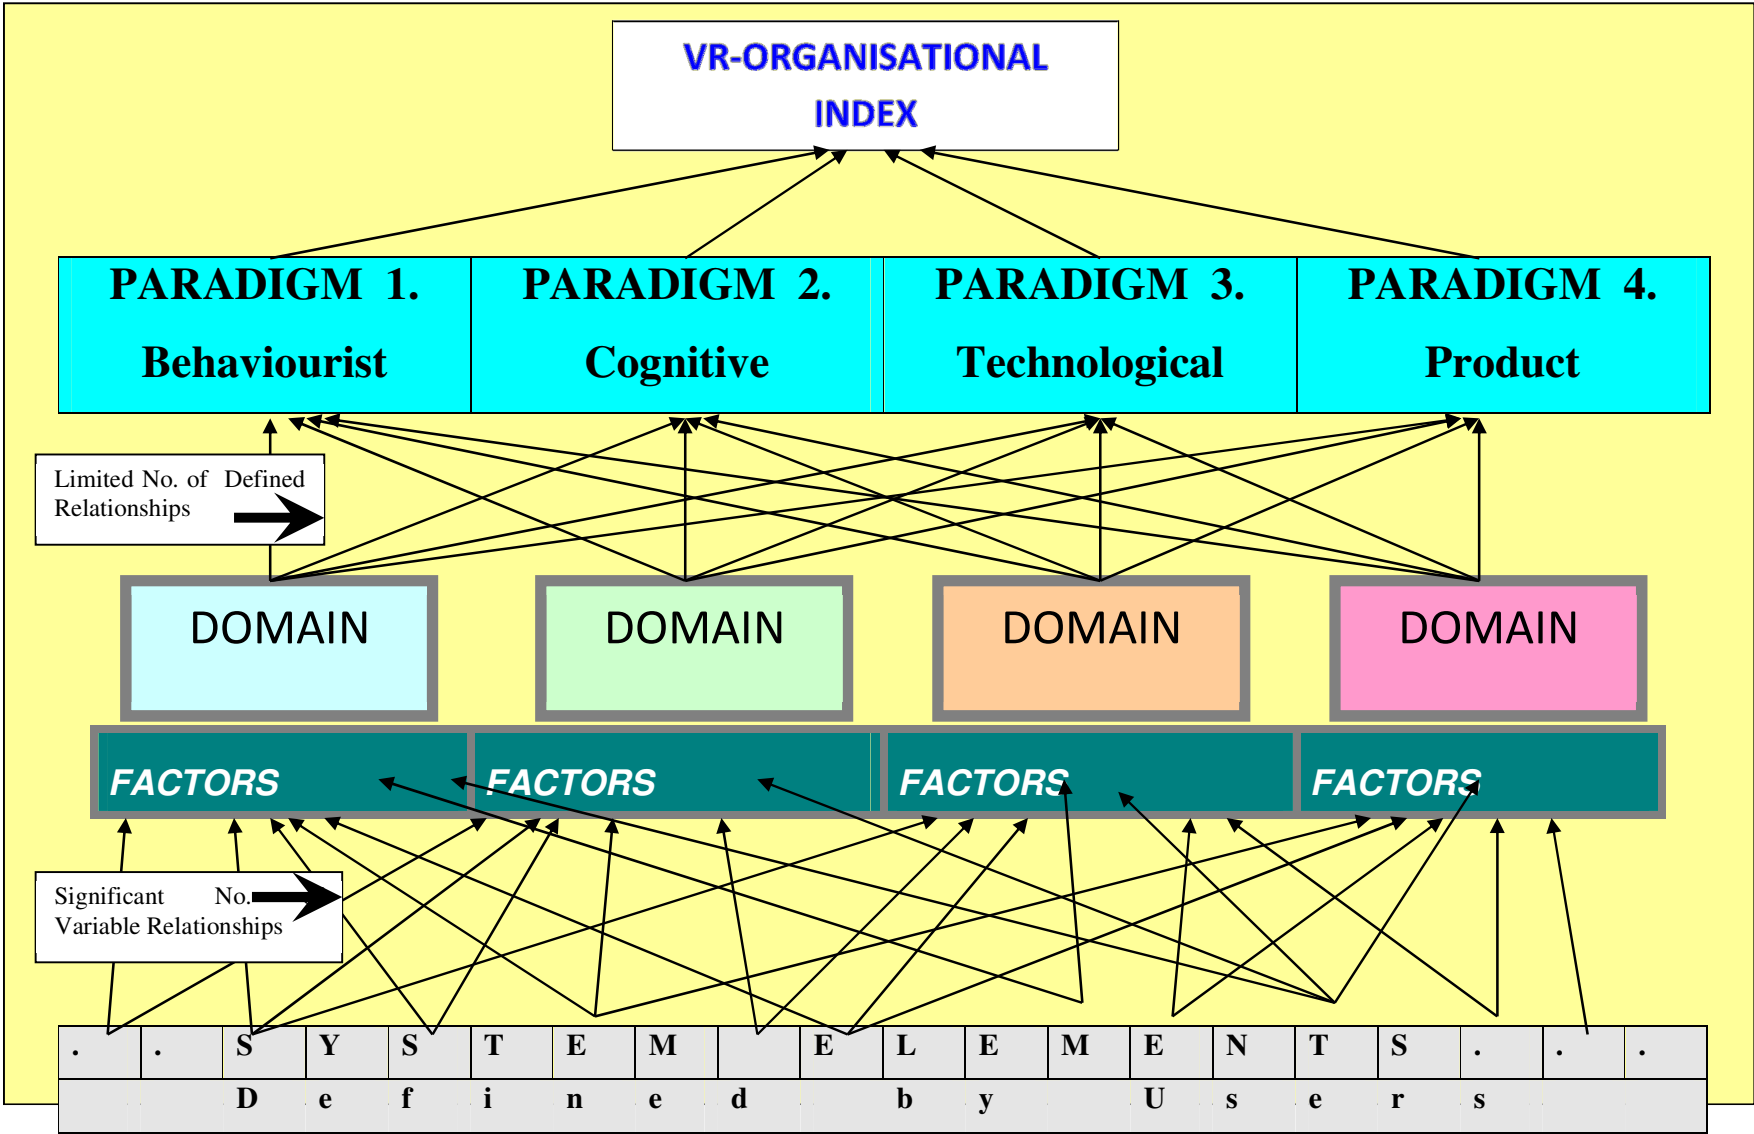 VR-ORGANISATIONAL
INDEX
PARADIGM 1. PARADIGM 2. PARADIGM 3. PARADIGM 4.
Behaviourist Cognitive Technological Product
Limited No. of Defined
Relationships
DOMAIN DOMAIN DOMAIN DOMAIN
FACTORS FACTORS FACTORS FACTORS
Significant No.
Variable Relationships
. . S Y S T E M E L E M E N T S . . .
D e f i n e d b y U s e r s